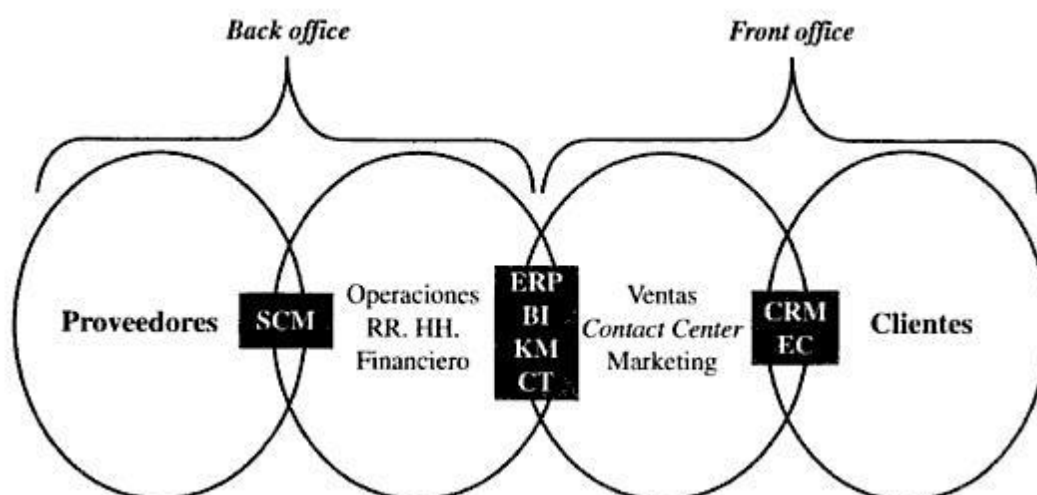 Back office
Front office
Proveedores
SCM
Operaciones
RR. HH.
Financiero
ERP
BI
KM
CT
Ventas
Contact Center
Marketing
CRM
EC
Clientes